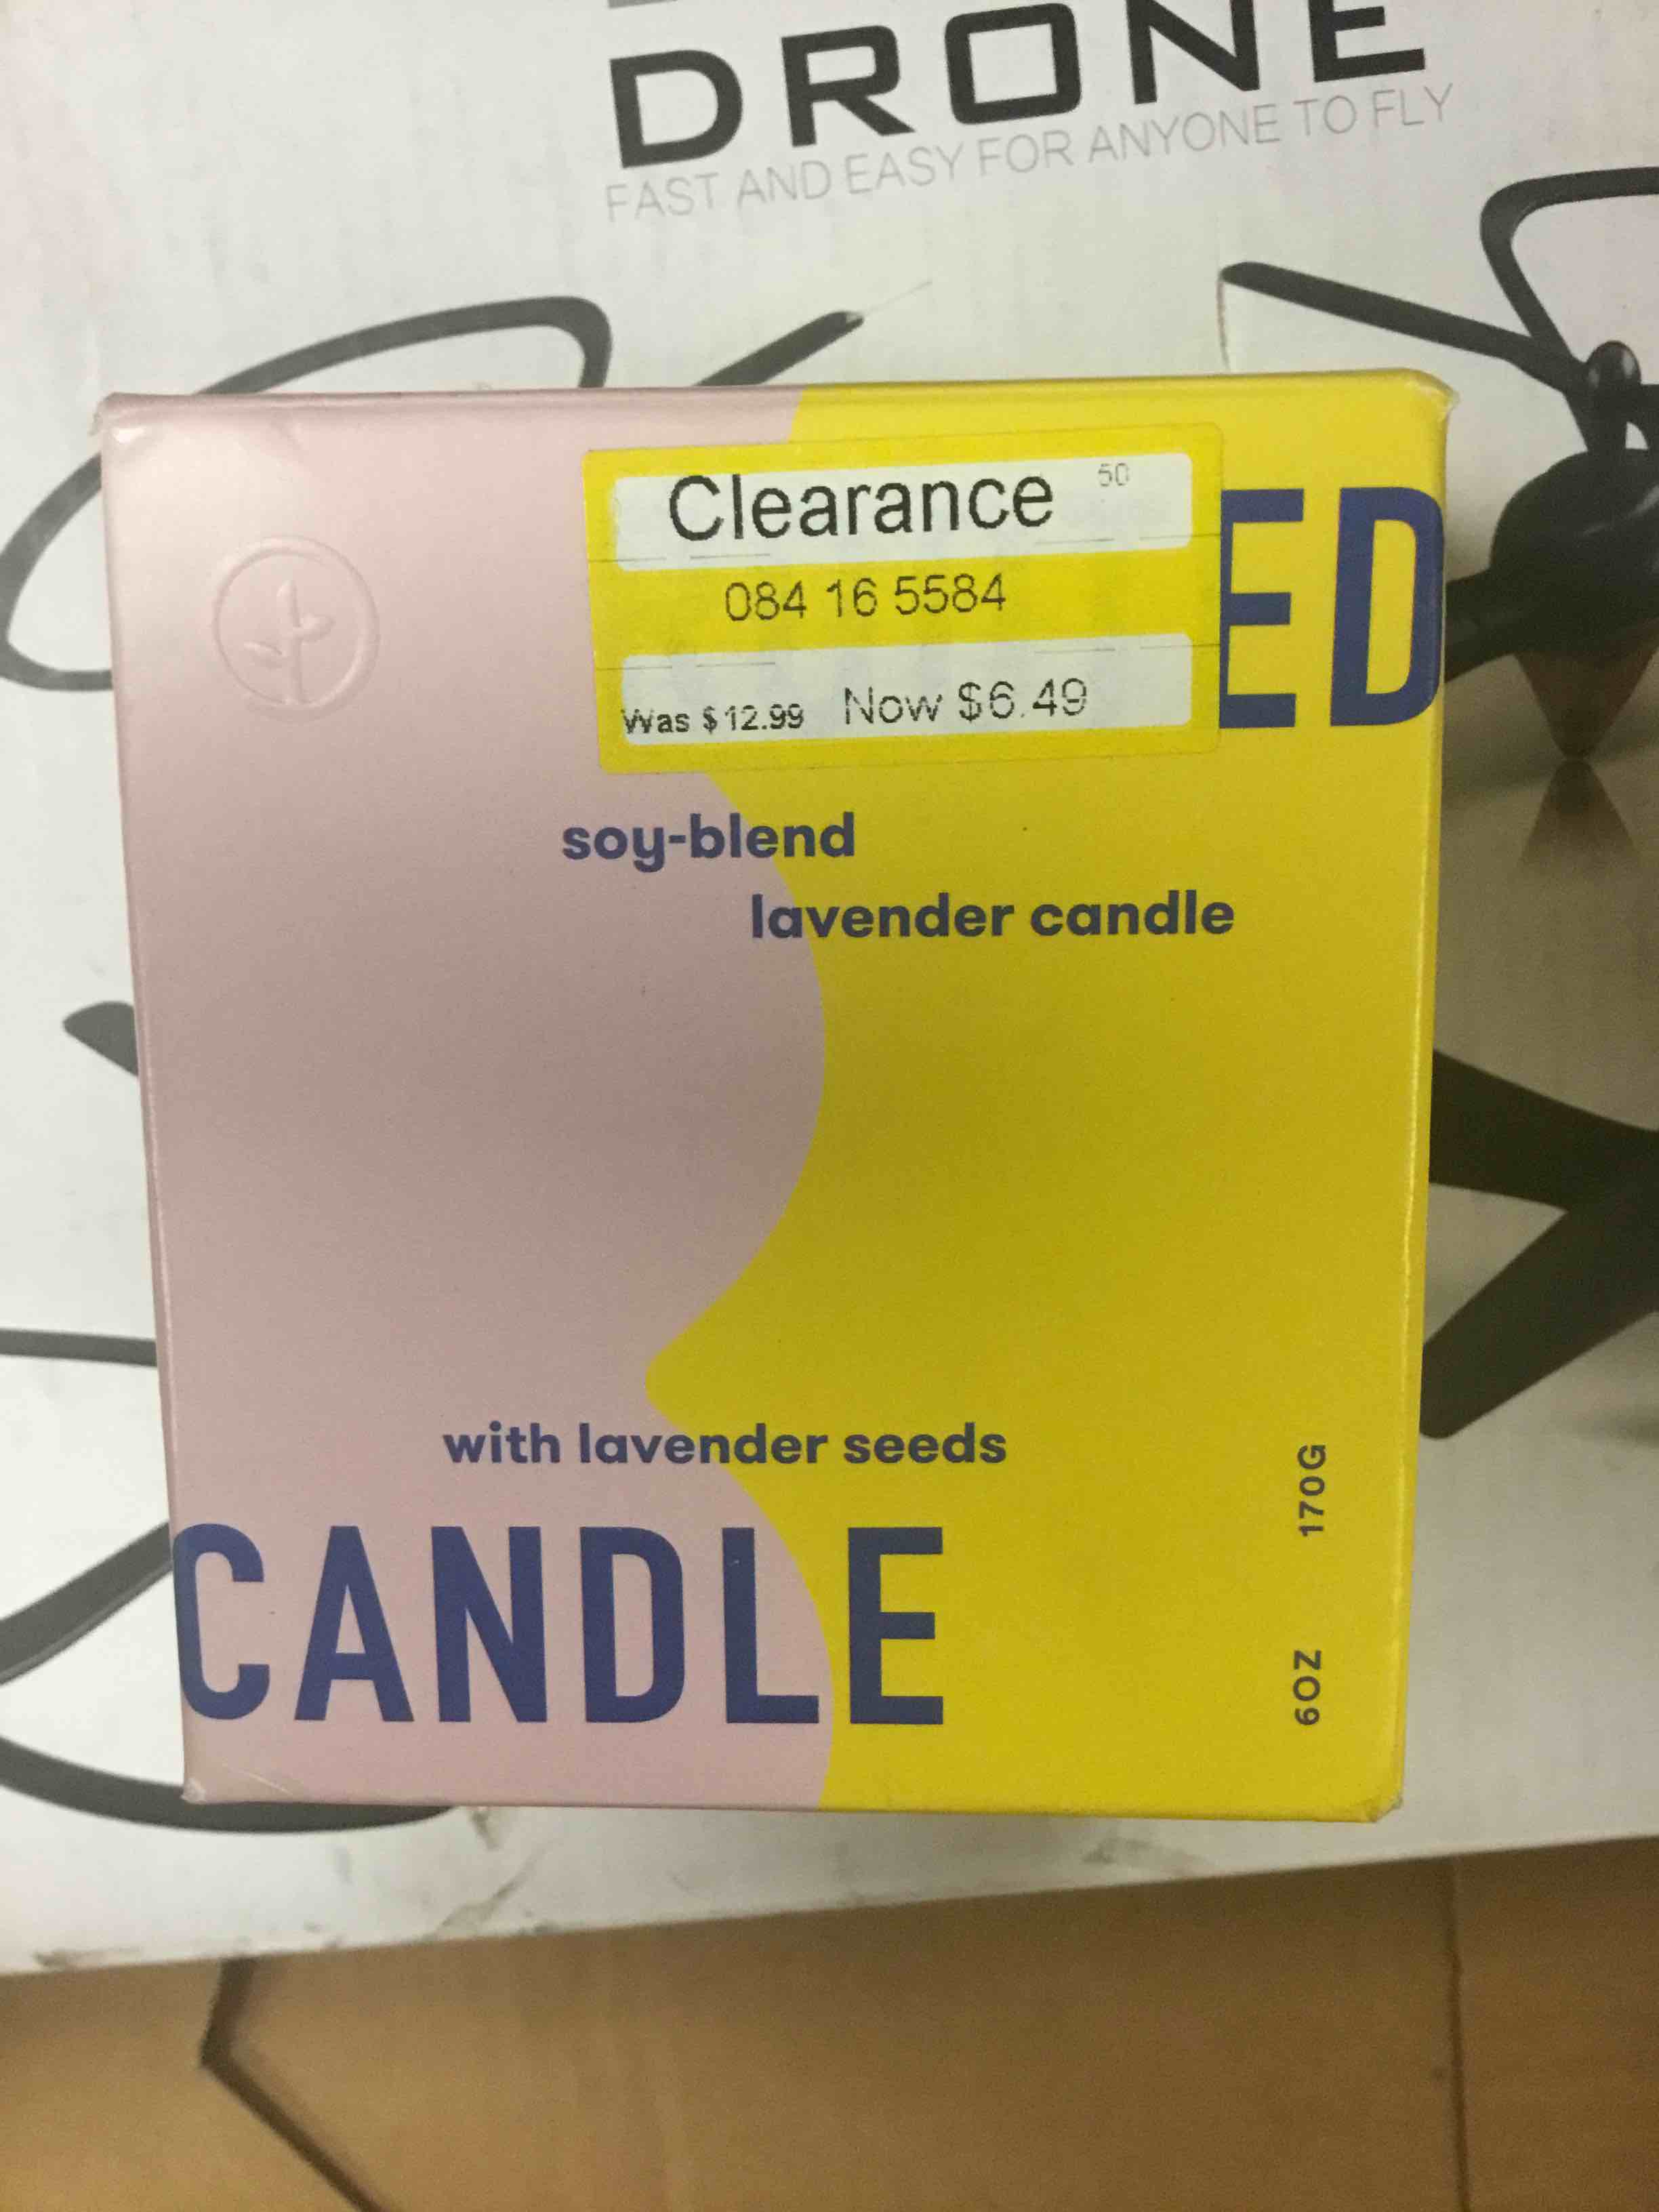 DRONE
FAST AND EASY FOR ANYONE TO FLY
Clearance 50
084 16 5584
Was $12.99 Now $6.49
ED
soy-blend
lavender candle
with lavender seeds
CANDLE
6OZ 170G